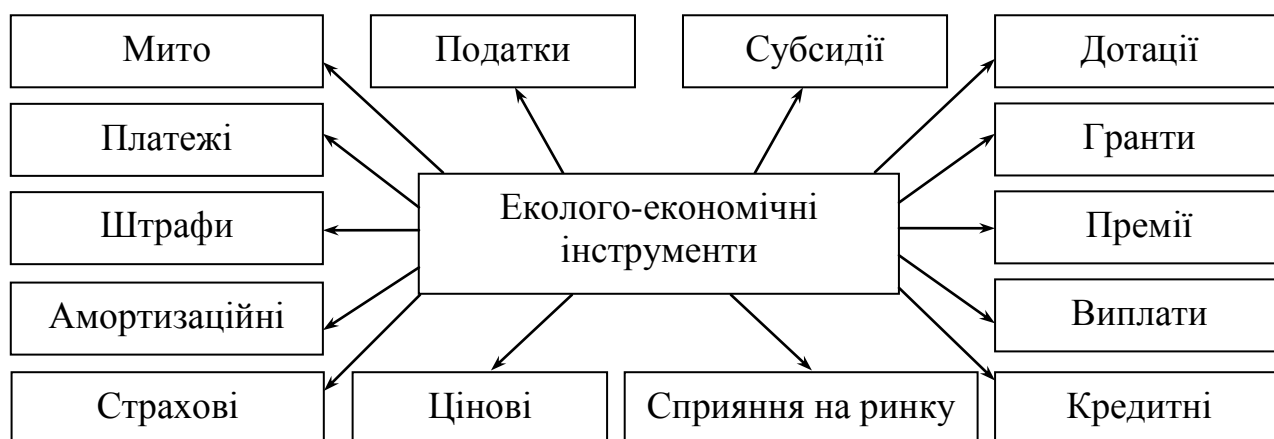 Мито
Податки
Субсидії
Дотації
Платежі
Гранти
Еколого-економічні
інструменти
Штрафи
Премії
Амортизаційні
Виплати
Страхові
Цінові
Сприяння на ринку
Кредитні